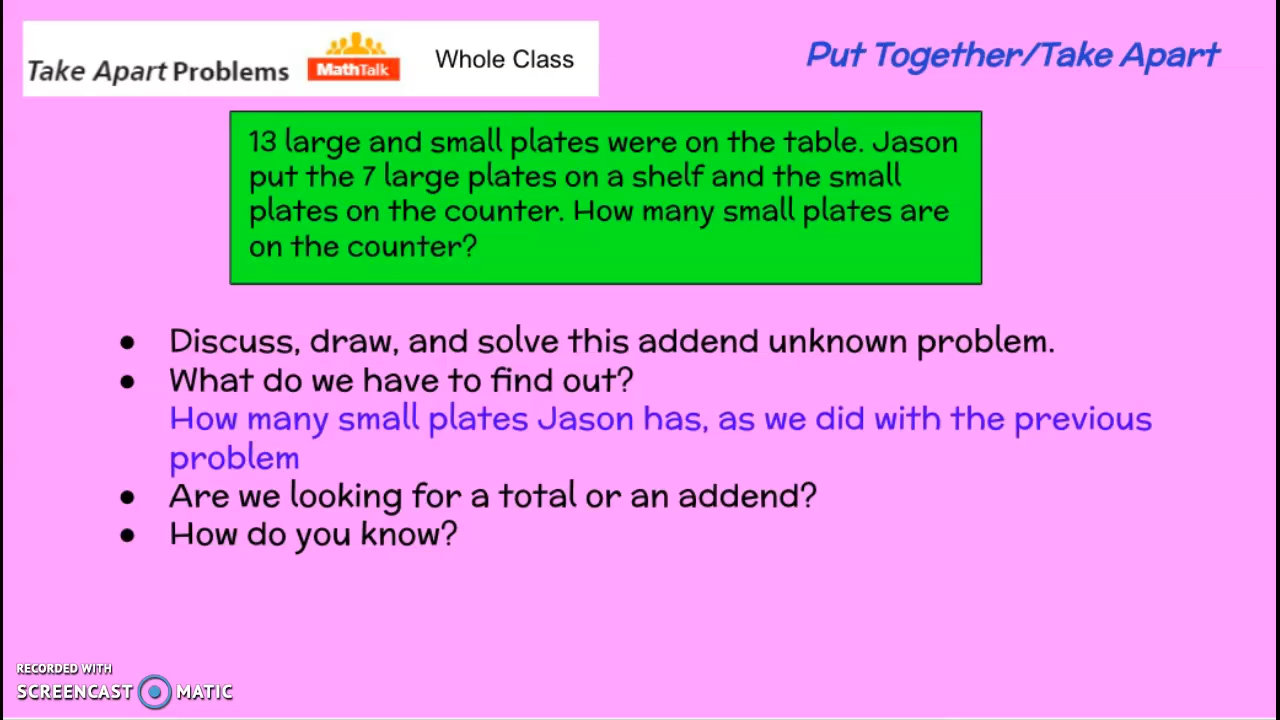 Take Apart Problems
MathTalk
Whole Class
Put Together/Take Apart
13 large and small plates were on the table. Jason
put the 7 large plates on a shelf and the small
plates on the counter. How many small plates are
on the counter?
● Discuss, draw, and solve this addend unknown problem.
● What do we have to find out?
How many small plates Jason has, as we did with the previous
problem
● Are we looking for a total or an addend?
● How do you know?
RECORDED WITH
SCREENCAST MATIC